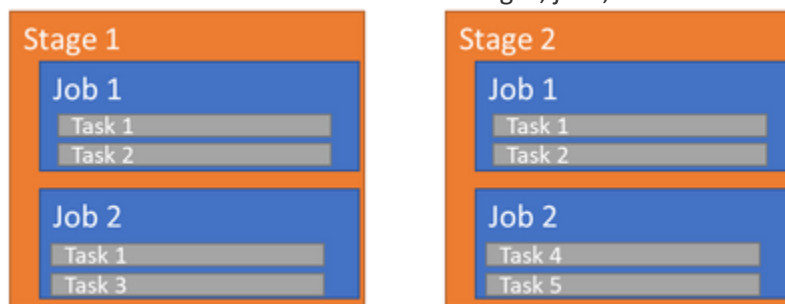 Stage 1
Job 1
Task 1
Task 2
Job 2
Task 1
Task 3
Stage 2
Job 1
Task 1
Task 2
Job 2
Task 4
Task 5